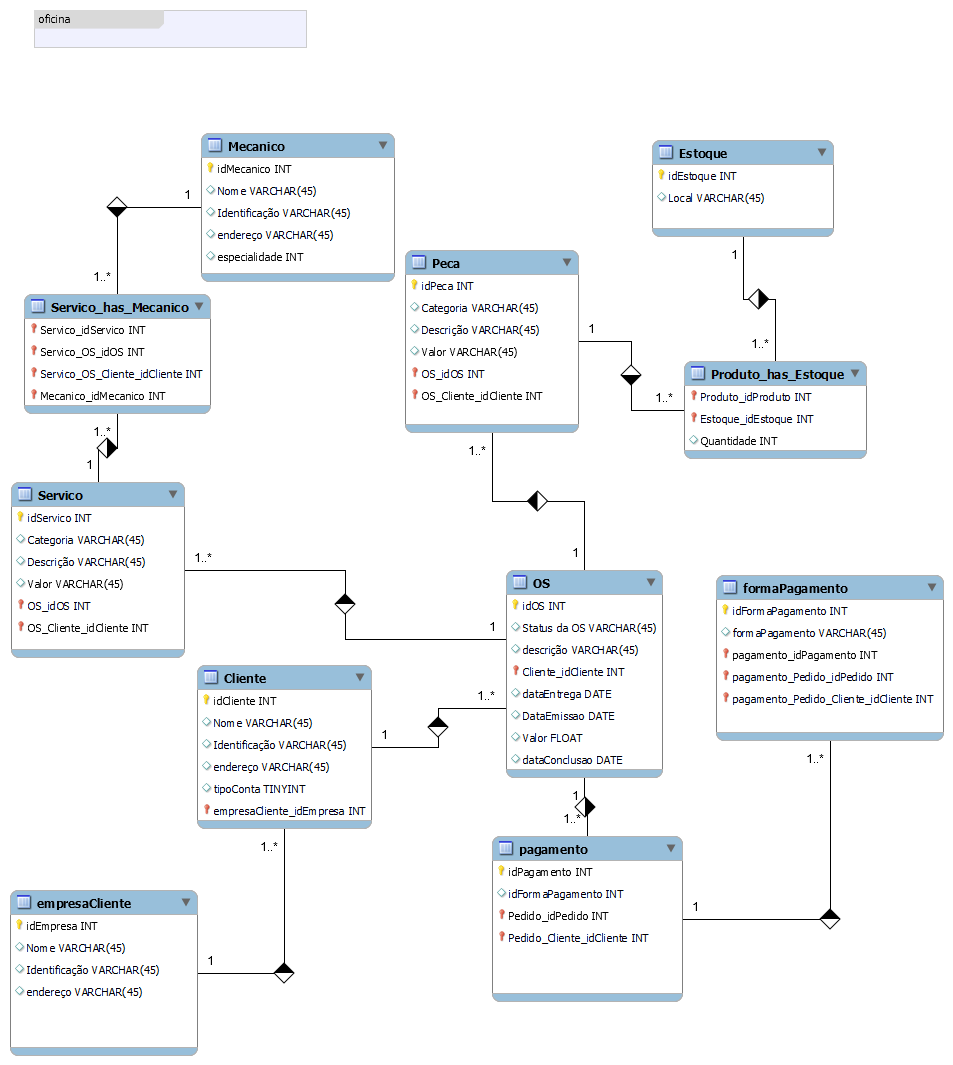 oficina
Mecanico
idMecanico INT
Nome VARCHAR(45)
Identificação VARCHAR(45)
endereço VARCHAR(45)
especialidade INT
1
1..*
Estoque
idEstoque INT
Local VARCHAR(45)
1
1..*
Peca
idPeca INT
Categoria VARCHAR(45)
Descrição VARCHAR(45)
Valor VARCHAR(45)
OS_idOS INT
OS_Cliente_idCliente INT
1
1..*
Servico_has_Mecanico
Servico_idServico INT
Servico_OS_idOS INT
Servico_OS_Cliente_idCliente INT
Mecanico_idMecanico INT
1..*
1
Produto_has_Estoque
Produto_idProduto INT
Estoque_idEstoque INT
Quantidade INT
1..*
1
Servico
idServico INT
Categoria VARCHAR(45)
Descrição VARCHAR(45)
Valor VARCHAR(45)
OS_idOS INT
OS_Cliente_idCliente INT
1..*
1
OS
idOS INT
Status da OS VARCHAR(45)
descrição VARCHAR(45)
Cliente_idCliente INT
dataEntrega DATE
DataEmissao DATE
Valor FLOAT
dataConclusao DATE
formaPagamento
idFormaPagamento INT
formaPagamento VARCHAR(45)
pagamento_idPagamento INT
pagamento_Pedido_idPedido INT
pagamento_Pedido_Cliente_idCliente INT
Cliente
idCliente INT
Nome VARCHAR(45)
Identificação VARCHAR(45)
endereço VARCHAR(45)
tipoConta TINYINT
empresaCliente_idEmpresa INT
1..*
1
1
1..*
1..*
1..*
pagamento
idPagamento INT
idFormaPagamento INT
Pedido_idPedido INT
Pedido_Cliente_idCliente INT
1
empresaCliente
idEmpresa INT
Nome VARCHAR(45)
Identificação VARCHAR(45)
endereço VARCHAR(45)
1